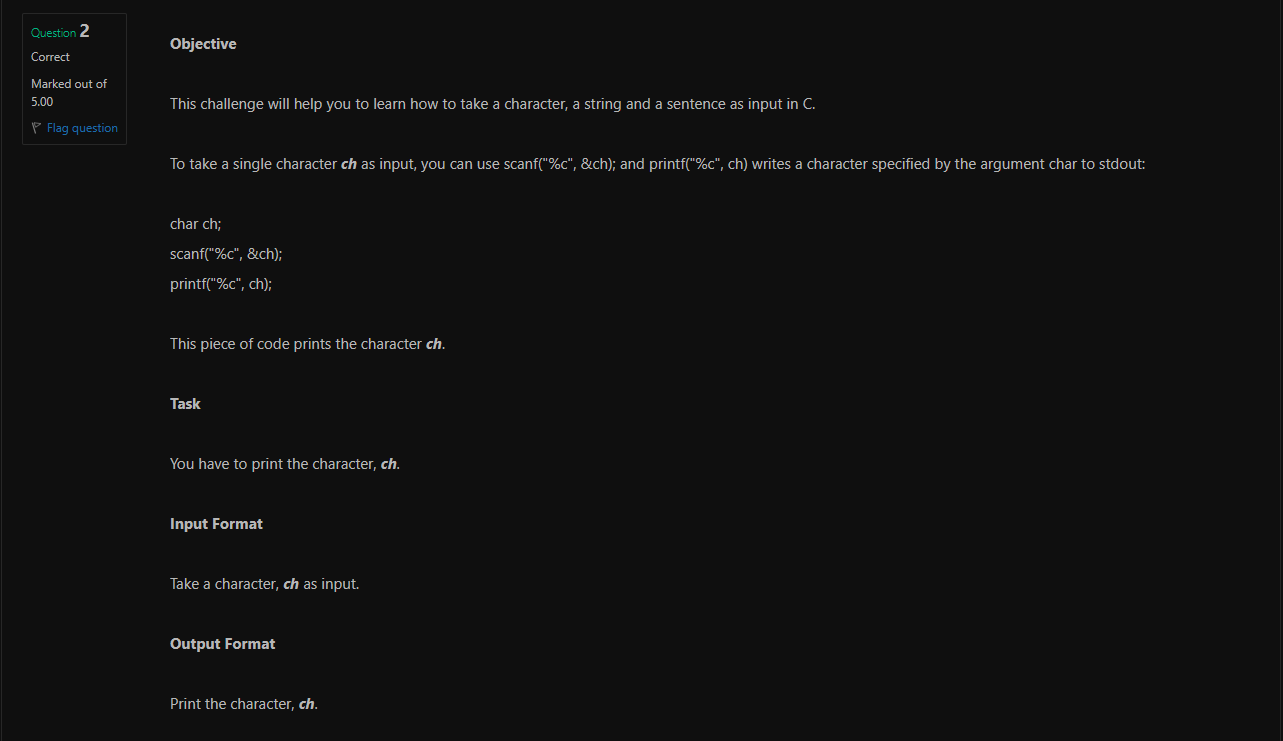 Question 2
Correct
Marked out of
5.00
Flag question
Objective
This challenge will help you to learn how to take a character, a string and a sentence as input in C.
To take a single character ch as input, you can use scanf("%c", &ch); and printf("%c", ch) writes a character specified by the argument char to stdout:
char ch;
scanf("%c", &ch);
printf("%c", ch);
This piece of code prints the character ch.
Task
You have to print the character, ch.
Input Format
Take a character, ch as input.
Output Format
Print the character, ch.